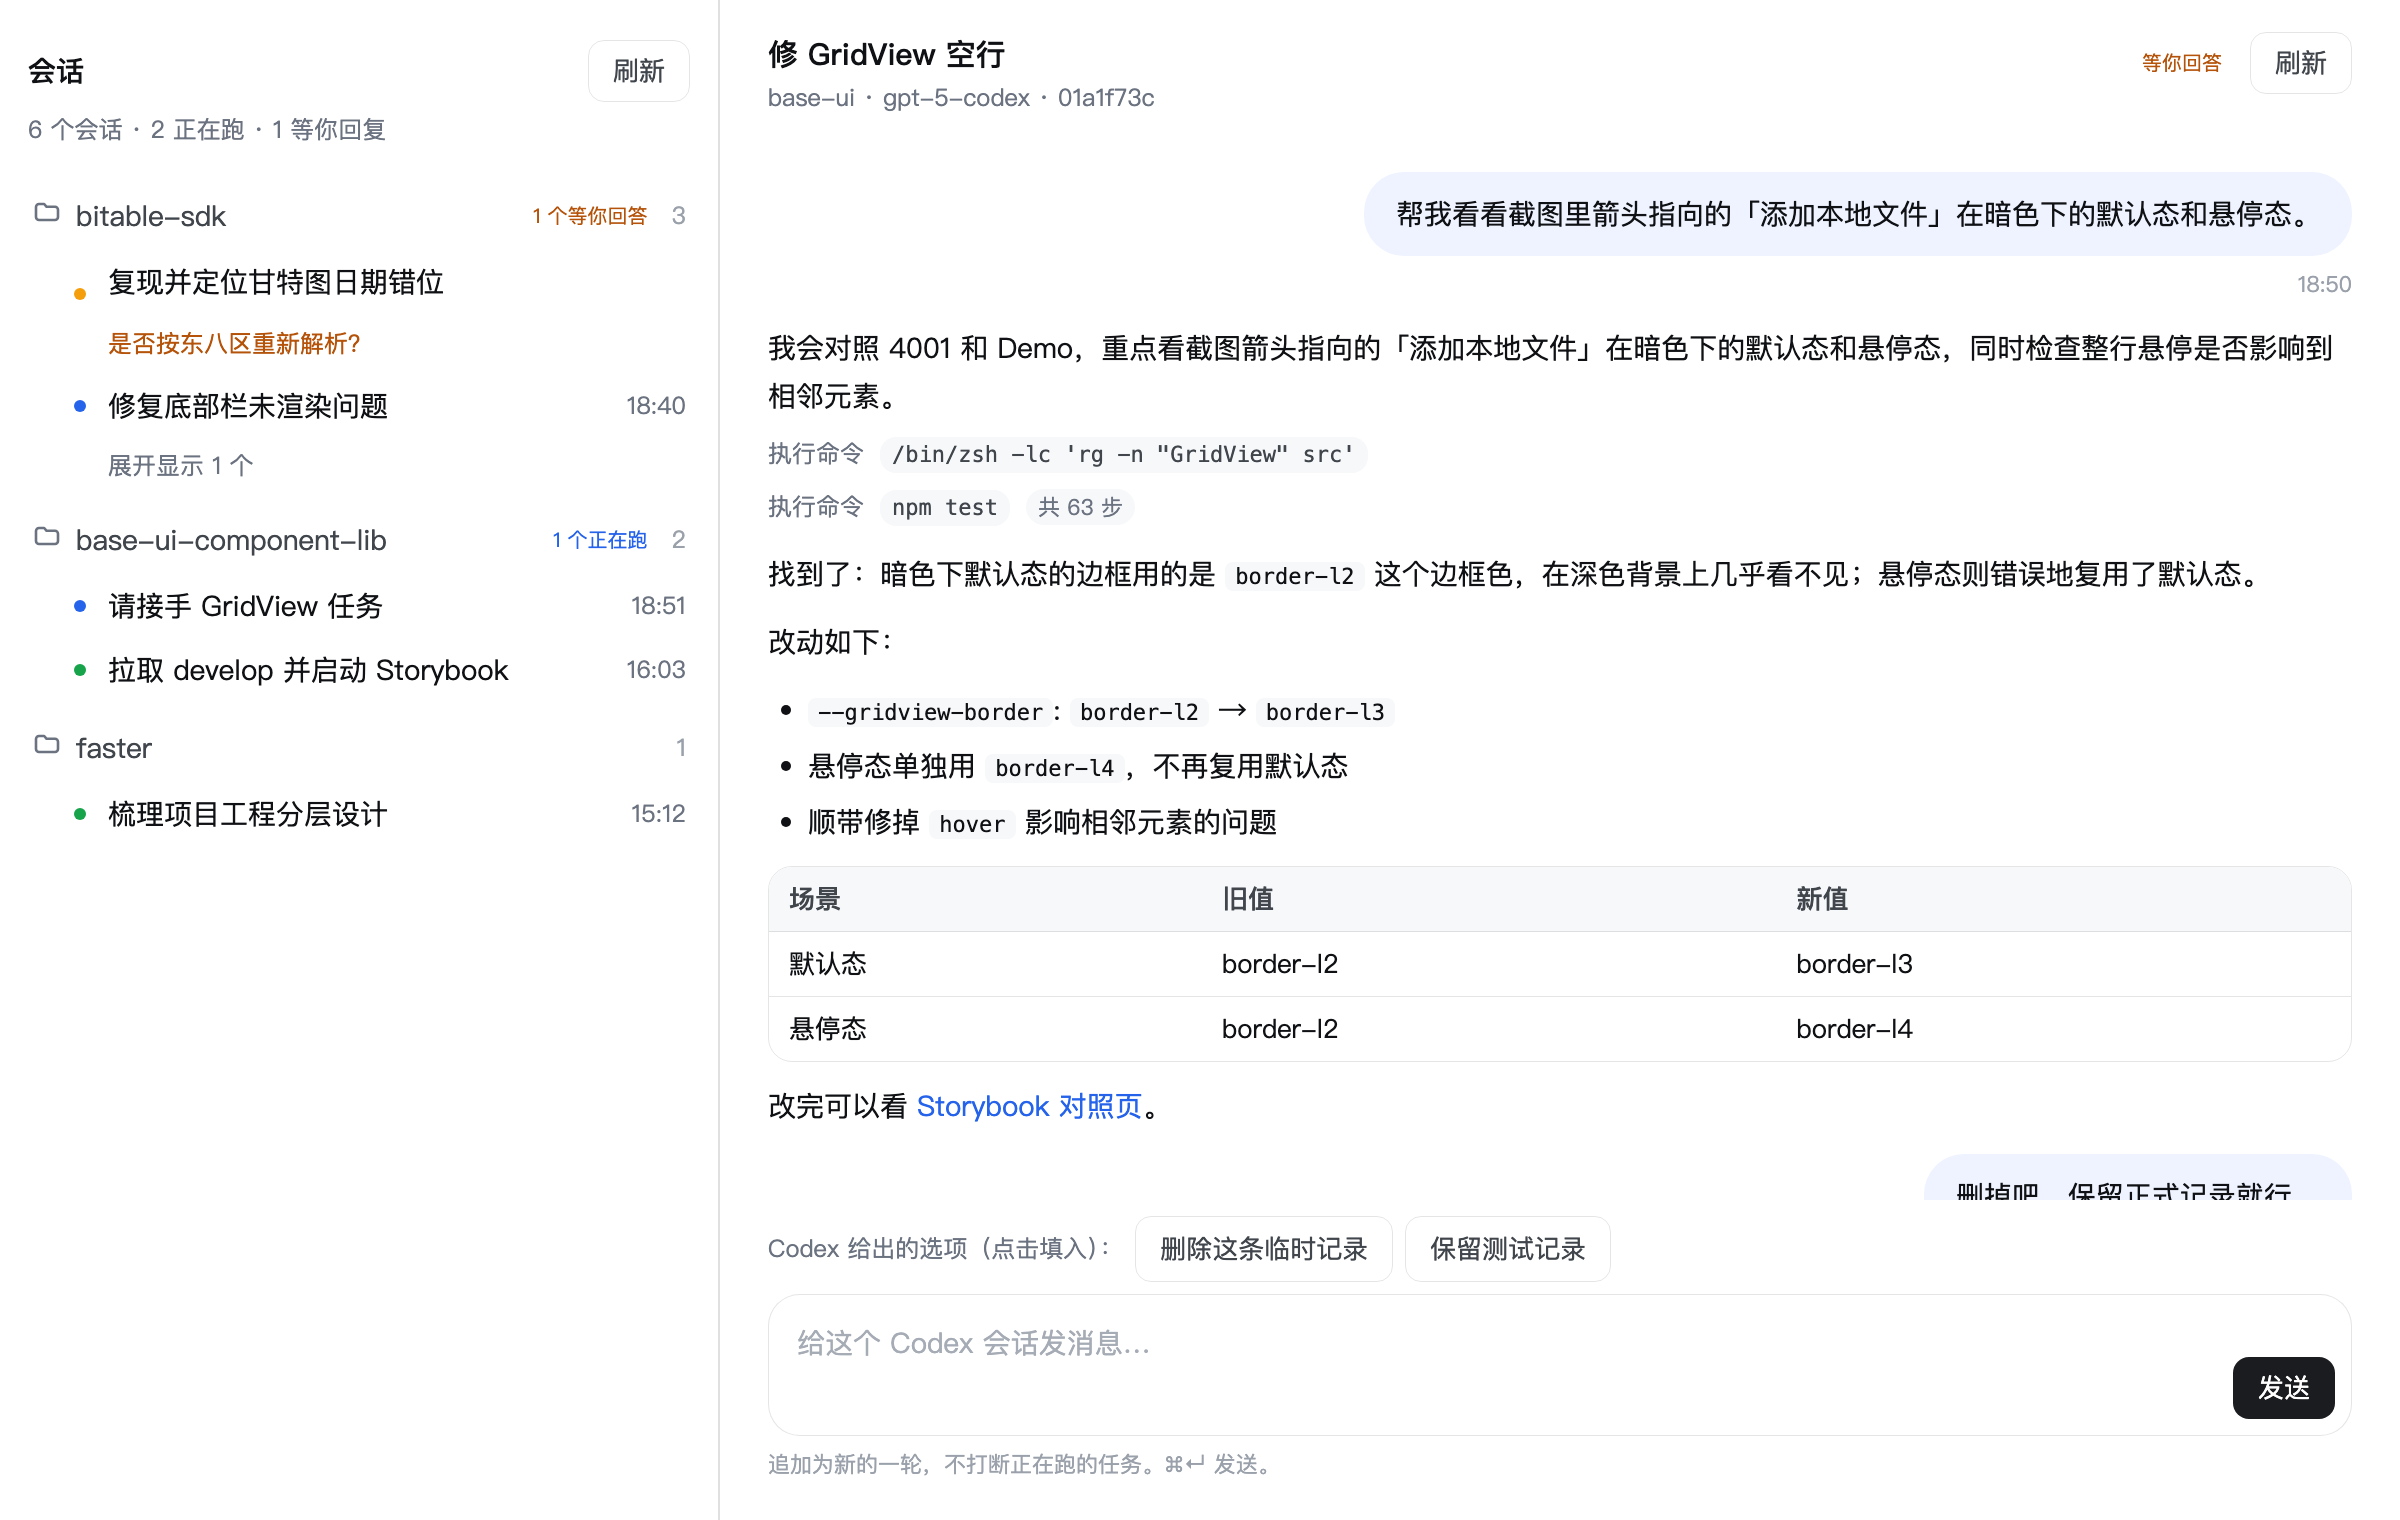 会话
刷新
6 个会话 · 2 正在跑 · 1 等你回复
bitable-sdk
1 个等你回答
3
复现并定位甘特图日期错位
是否按东八区重新解析?
修复底部栏未渲染问题
18:40
展开显示 1 个
base-ui-component-lib
1 个正在跑
2
请接手 GridView 任务
18:51
拉取 develop 并启动 Storybook
16:03
faster
1
梳理项目工程分层设计
15:12
修 GridView 空行
base-ui · gpt-5-codex · 01a1f73c
等你回答
刷新
帮我看看截图里箭头指向的「添加本地文件」在暗色下的默认态和悬停态。
18:50
我会对照 4001 和 Demo，重点看截图箭头指向的「添加本地文件」在暗色下的默认态和悬停态，同时检查整行悬停是否影响到
相邻元素。
执行命令 /bin/zsh -lc 'rg -n "GridView" src'
执行命令 npm test 共 63 步
找到了：暗色下默认态的边框用的是 border-l2 这个边框色，在深色背景上几乎看不见；悬停态则错误地复用了默认态。
改动如下：
• --gridview-border：border-l2 → border-l3
• 悬停态单独用 border-l4，不再复用默认态
• 顺带修掉 hover 影响相邻元素的问题
场景 旧值 新值
默认态 border-l2 border-l3
悬停态 border-l2 border-l4
改完可以看 Storybook 对照页。
删掉吧，保留正式记录就行
Codex 给出的选项（点击填入）：
删除这条临时记录
保留测试记录
给这个 Codex 会话发消息...
发送
追加为新的一轮，不打断正在跑的任务。⌘↵ 发送。